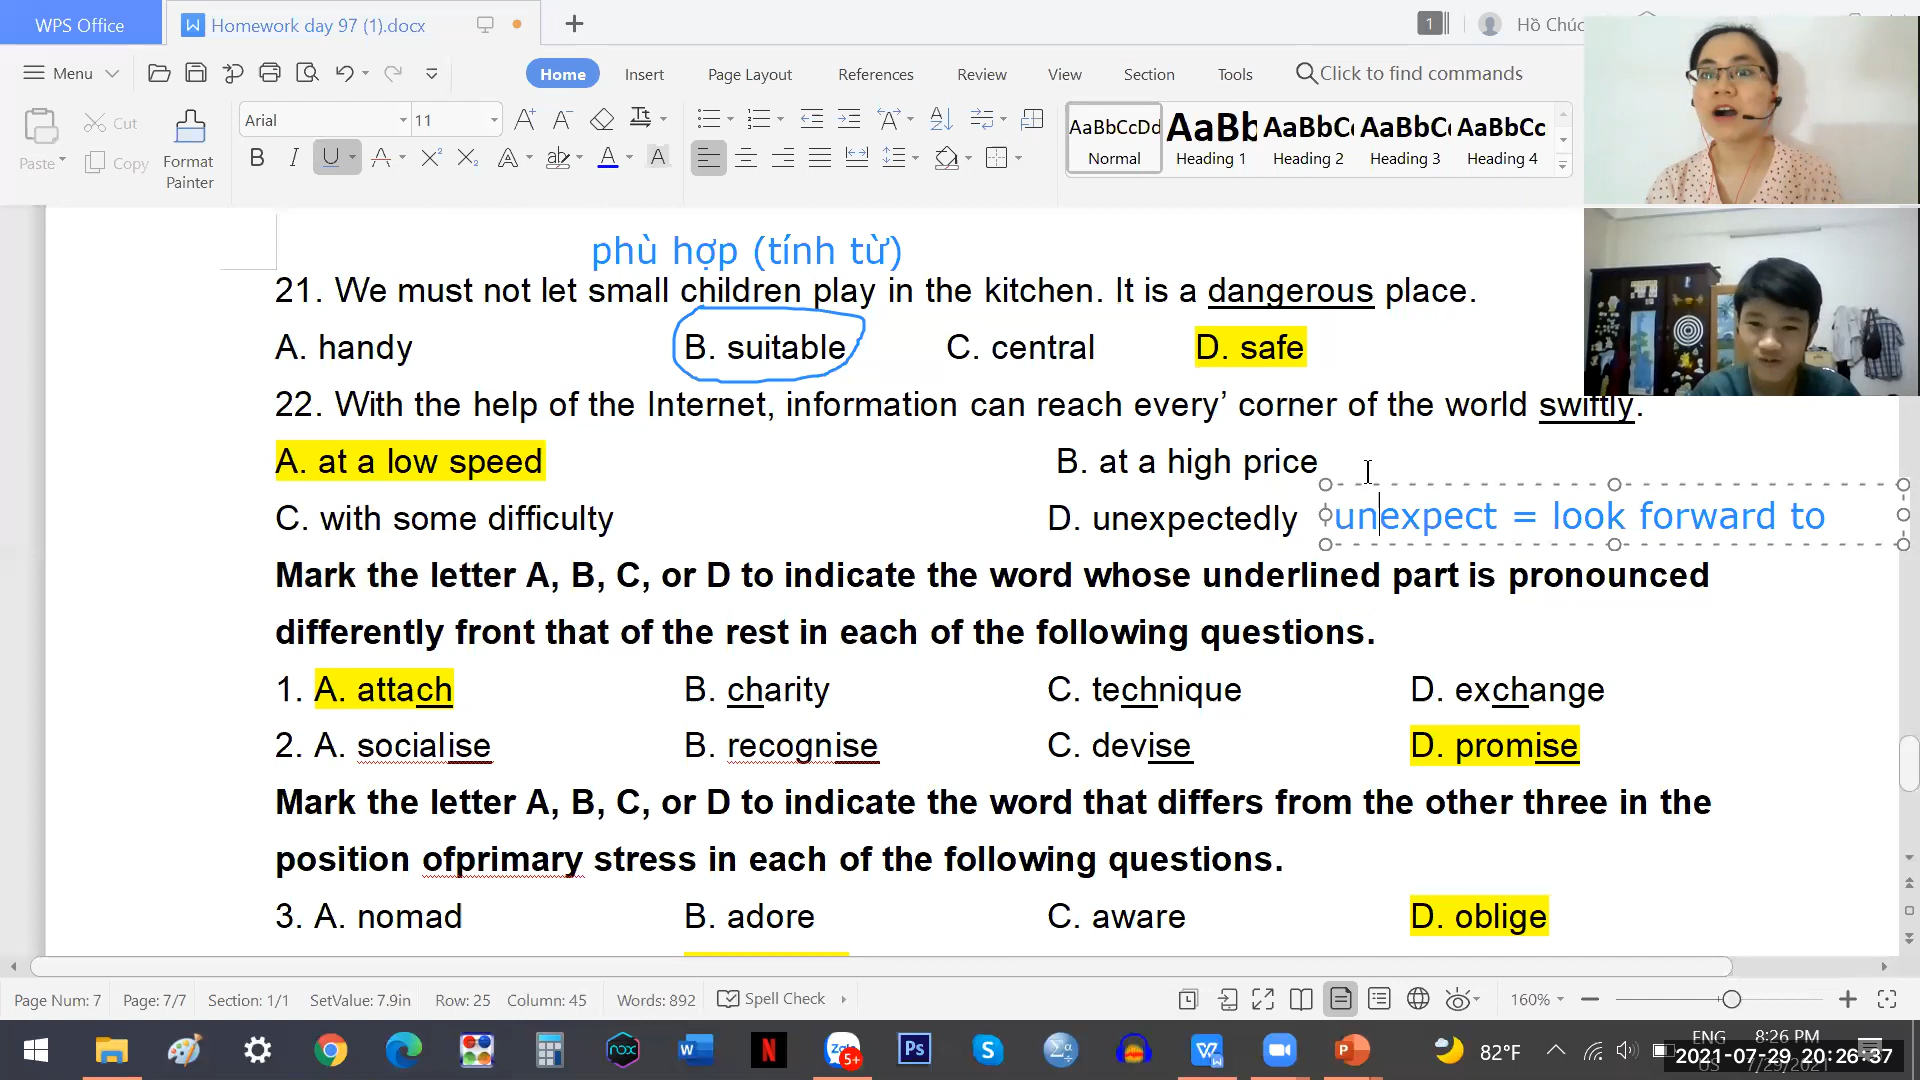 WPS Office
Homework day 97 (1).docx
1
Hồ Chúc
Menu
Home
Insert
Page Layout
References
Review
View
Section
Tools
Click to find commands
Paste
Cut
Copy
Format
Painter
Arial
11
AaBbCcDd
Normal
AaBb
Heading 1
AaBbC
Heading 2
AaBbC
Heading 3
AaBbCc
Heading 4
phù hợp (tính từ)
21. We must not let small children play in the kitchen. It is a dangerous place.
A. handy B. suitable C. central D. safe
22. With the help of the Internet, information can reach every’ corner of the world swiftly.
A. at a low speed B. at a high price
C. with some difficulty D. unexpectedly unexpect = look forward to
Mark the letter A, B, C, or D to indicate the word whose underlined part is pronounced
differently front that of the rest in each of the following questions.
1. A. attach B. charity C. technique D. exchange
2. A. socialise B. recognise C. devise D. promise
Mark the letter A, B, C, or D to indicate the word that differs from the other three in the
position ofprimary stress in each of the following questions.
3. A. nomad B. adore C. aware D. oblige
Page Num: 7 Page: 7/7 Section: 1/1 SetValue: 7.9in Row: 25 Column: 45 Words: 892 Spell Check 160%
82°F
ENG
8:26 PM
2021-07-29 20:26:37